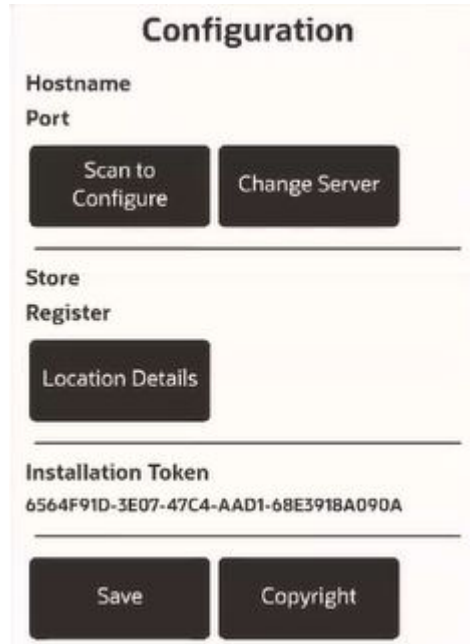 Configuration
Hostname
Port
Scan to
Configure
Change Server
Store
Register
Location Details
Installation Token
6564F91D-3E07-47C4-AAD1-68E3918A090A
Save
Copyright